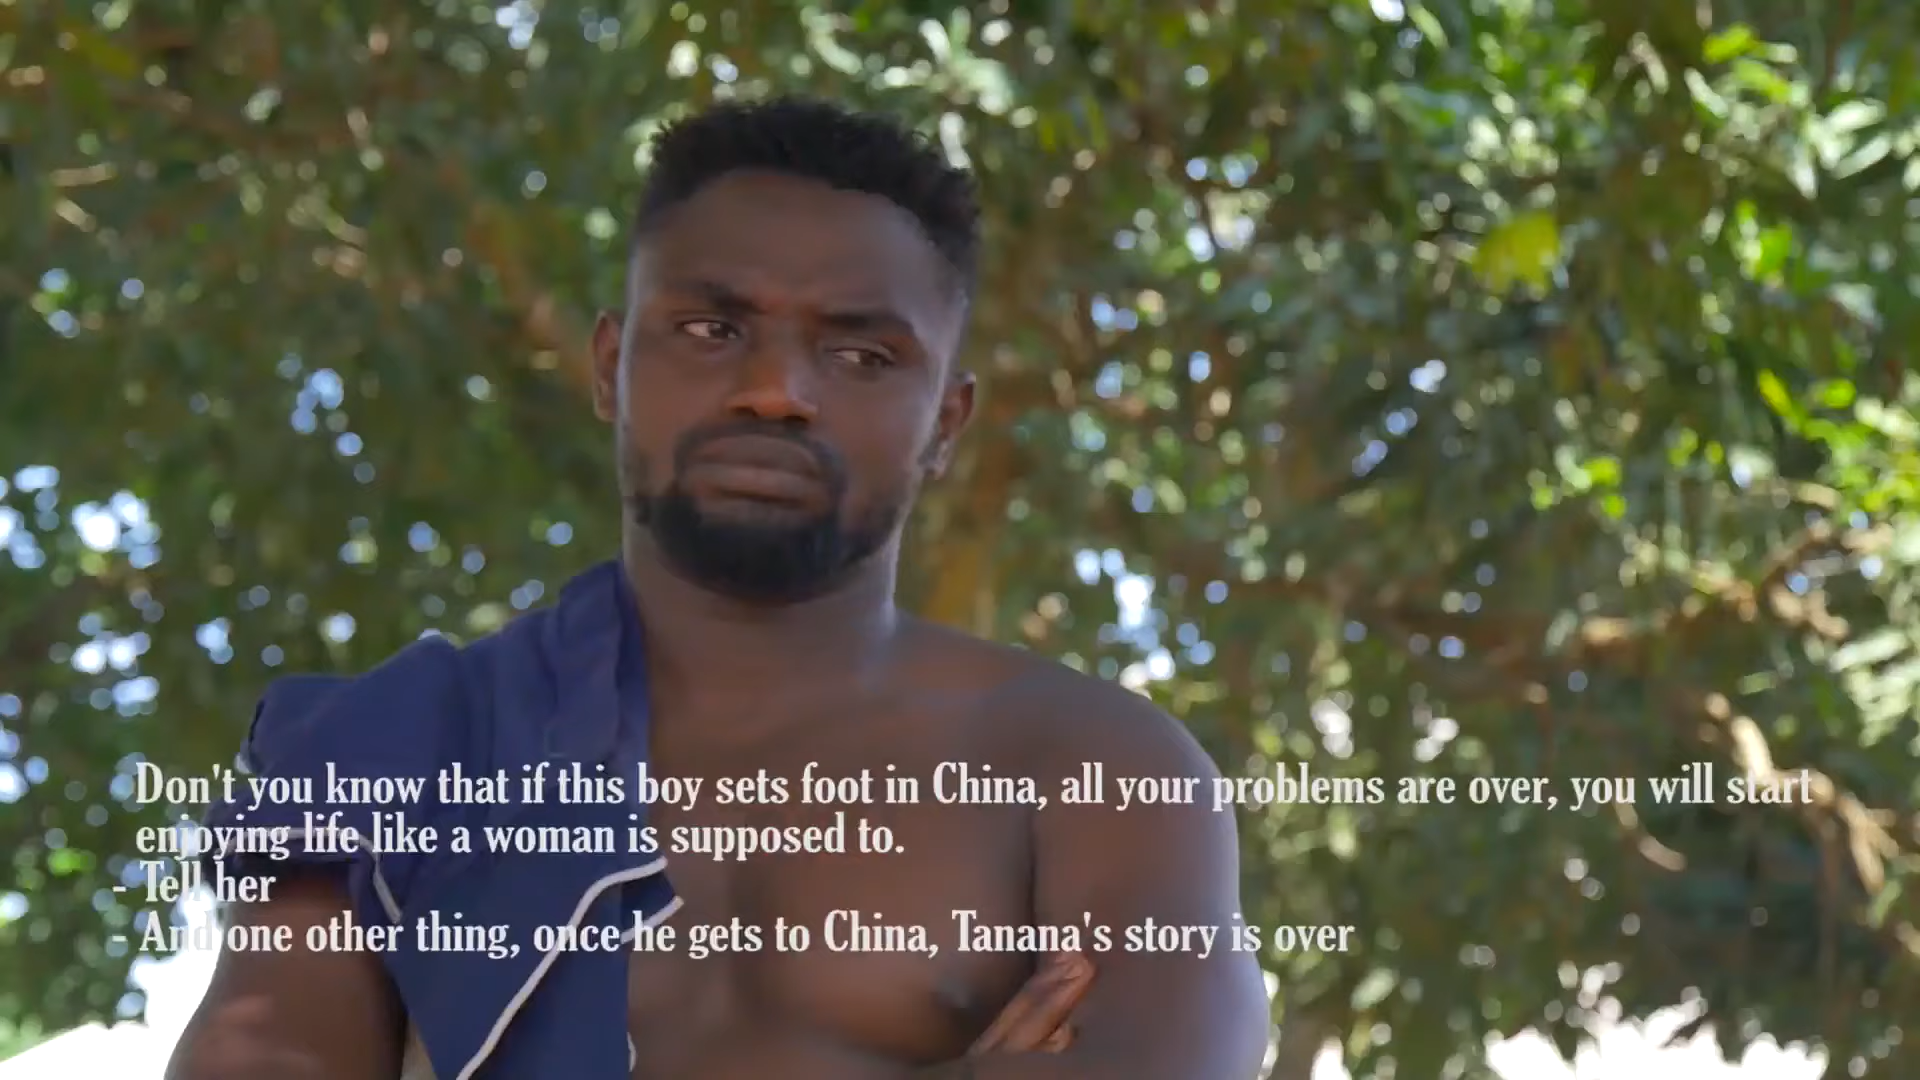 Don't you know that if this boy sets foot in China, all your problems are over, you will start
enjoying life like a woman is supposed to.
- Tell her
- And one other thing, once he gets to China, Tanana's story is over